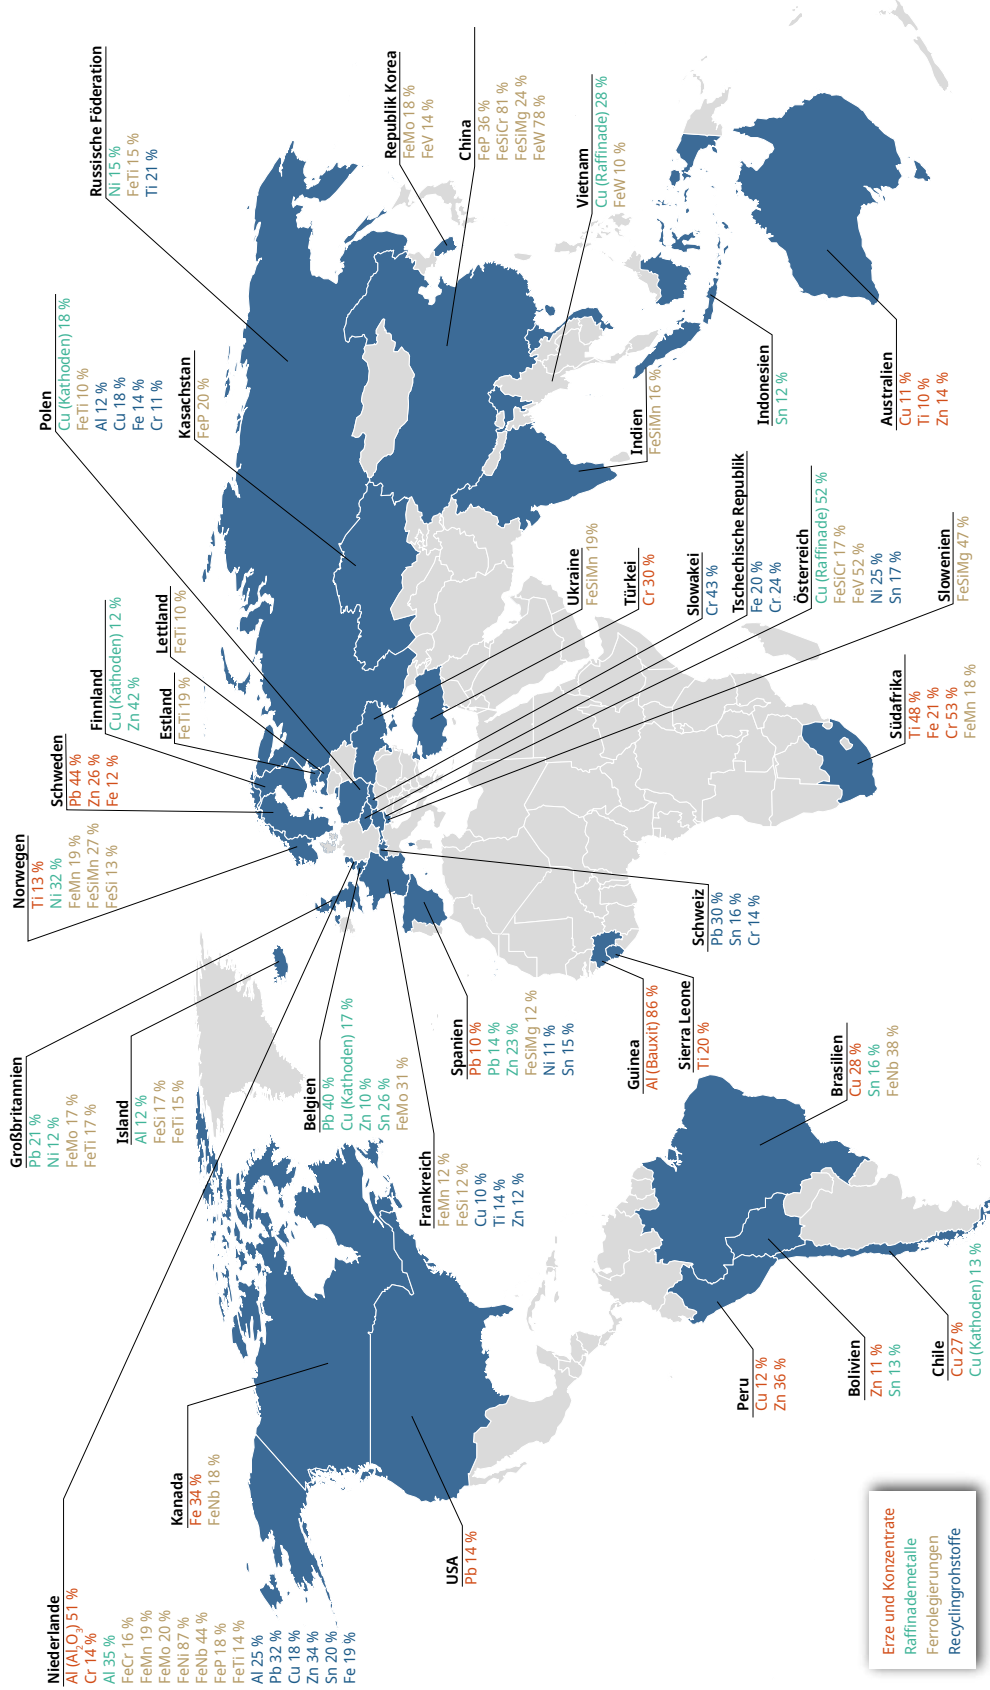 Niederlande
Al (Al2O3) 51 %
Cr 14 %
Al 35 %
FeCr 16 %
FeMn 19 %
FeMo 20 %
FeNi 87 %
FeNb 44 %
FeP 18 %
FeTi 14 %
Al 25 %
Pb 32 %
Cu 18 %
Zn 34 %
Sn 20 %
Fe 19 %
Kanada
Fe 34 %
FeNb 18 %
USA
Pb 14 %
Großbritannien
Pb 21 %
Ni 12 %
FeMo 17 %
FeTi 17 %
Island
Al 12 %
FeSi 17 %
FeTi 15 %
Belgien
Pb 40 %
Cu (Kathoden) 17 %
Zn 10 %
Sn 26 %
FeMo 31 %
Frankreich
FeMn 12 %
FeSi 12 %
Cu 10 %
Ti 14 %
Zn 12 %
Spanien
Pb 10 %
Pb 14 %
Zn 23 %
FeSiMg 12 %
Ni 11 %
Sn 15 %
Norwegen
Ti 13 %
Ni 32 %
FeMn 19 %
FeSiMn 27 %
FeSi 13 %
Schweden
Pb 44 %
Zn 26 %
Fe 12 %
Finnland
Cu (Kathoden) 12 %
Zn 42 %
Estland
FeTi 19 %
Lettland
FeTi 10 %
Polen
Cu (Kathoden) 18 %
FeTi 10 %
Al 12 %
Cu 18 %
Fe 14 %
Cr 11 %
Kasachstan
FeP 20 %
Russische Föderation
Ni 15 %
FeTi 15 %
Ti 21 %
Republik Korea
FeMo 18 %
FeV 14 %
China
FeP 36 %
FeSiCr 81 %
FeSiMg 24 %
FeW 78 %
Vietnam
Cu (Raffinade) 28 %
FeW 10 %
Indien
FeSiMn 16 %
Indonesien
Sn 12 %
Australien
Cu 11 %
Ti 10 %
Zn 14 %
Ukraine
FeSiMn 19%
Türkei
Cr 30 %
Slowakei
Cr 43 %
Tschechische Republik
Fe 20 %
Cr 24 %
Österreich
Cu (Raffinade) 52 %
FeSiCr 17 %
FeV 52 %
Ni 25 %
Sn 17 %
Slowenien
FeSiMg 47 %
Südafrika
Ti 48 %
Fe 21 %
Cr 53 %
FeMn 18 %
Schweiz
Pb 30 %
Sn 16 %
Cr 14 %
Guinea
Al (Bauxit) 86 %
Sierra Leone
Ti 20 %
Brasilien
Cu 28 %
Sn 16 %
FeNb 38 %
Peru
Cu 12 %
Zn 36 %
Bolivien
Zn 11 %
Sn 13 %
Chile
Cu 27 %
Cu (Kathoden) 13 %
Erze und Konzentrate
Raffinademetalle
Ferrolegierungen
Recyclingrohstoffe